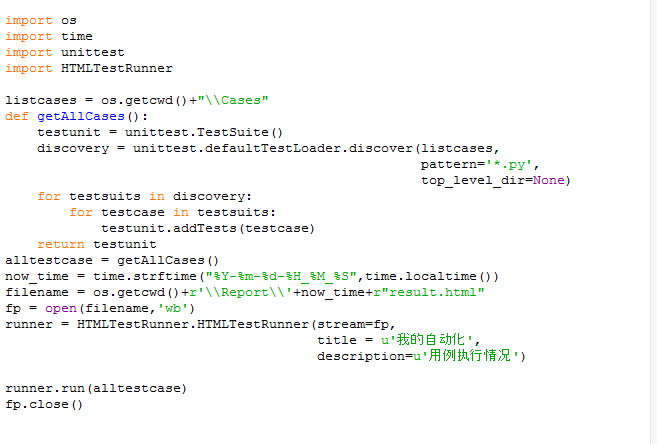 import os
import time
import unittest
import HTMLTestRunner
listcases = os.getcwd()+"\\Cases"
def getAllCases():
    testunit = unittest.TestSuite()
    discovery = unittest.defaultTestLoader.discover(listcases,
                                                    pattern='*.py',
                                                    top_level_dir=None)
    for testsuits in discovery:
        for testcase in testsuits:
            testunit.addTests(testcase)
    return testunit
alltestcase = getAllCases()
now_time = time.strftime("%Y-%m-%d-%H_%M_%S",time.localtime())
filename = os.getcwd()+r'\\Report\\'+now_time+r"result.html"
fp = open(filename,'wb')
runner = HTMLTestRunner.HTMLTestRunner(stream=fp,
                                       title = u'我的自动化',
                                       description=u'用例执行情况')
runner.run(alltestcase)
fp.close()